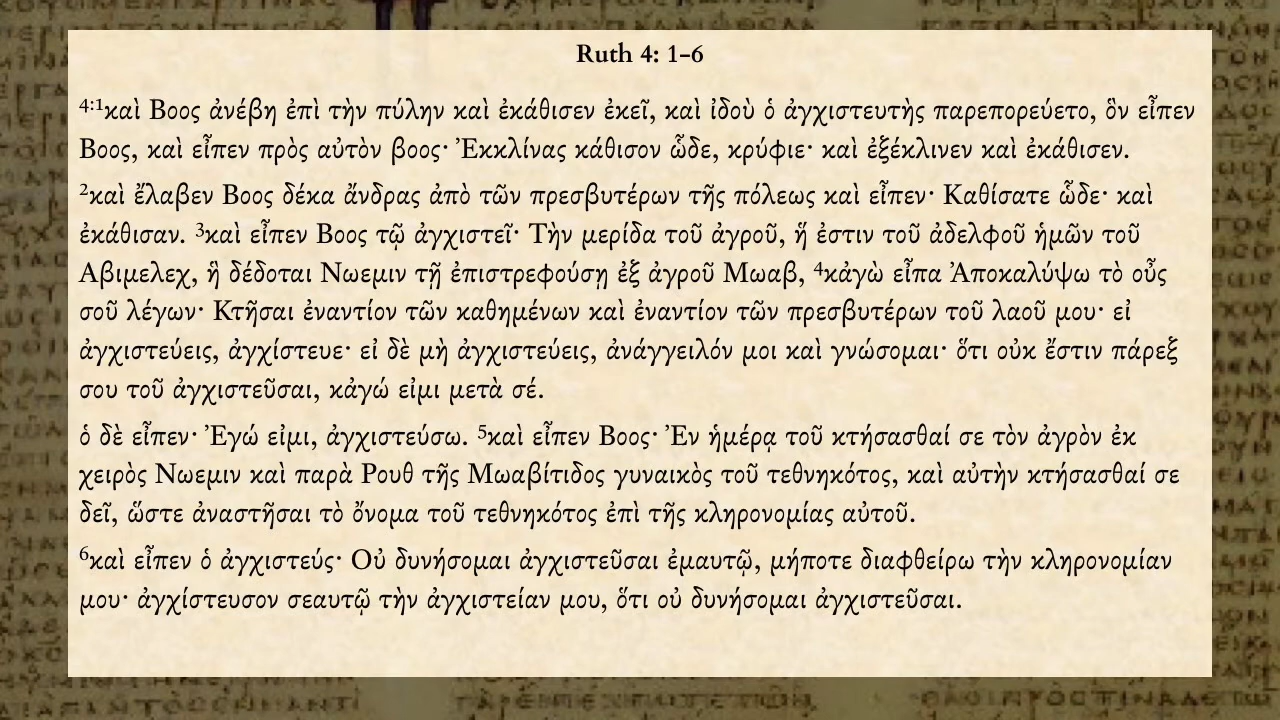 Ruth 4: 1–6
4:1καὶ Βοος ἀνέβη ἐπὶ τὴν πύλην καὶ ἐκάθισεν ἐκεῖ, καὶ ἰδοὺ ὁ ἀγχιστευτὴς παρεπορεύετο, ὃν εἶπεν
Βοος, καὶ εἶπεν πρὸς αὐτὸν βοος· Ἐκκλίνας κάθισον ὧδε, κρύφιε· καὶ ἐξέκλινεν καὶ ἐκάθισεν.
2καὶ ἔλαβεν Βοος δέκα ἄνδρας ἀπὸ τῶν πρεσβυτέρων τῆς πόλεως καὶ εἶπεν· Καθίσατε ὧδε· καὶ
ἐκάθισαν. 3καὶ εἶπεν Βοος τῷ ἀγχιστεῖ· Τὴν μερίδα τοῦ ἀγροῦ, ἥ ἐστιν τοῦ ἀδελφοῦ ἡμῶν τοῦ
Αβιμελεχ, ἣ δέδοται Νωεμιν τῇ ἐπιστρεφούσῃ ἐξ ἀγροῦ Μωαβ, 4κἀγὼ εἶπα Ἀποκαλύψω τὸ οὖς
σοῦ λέγων· Κτῆσαι ἐναντίον τῶν καθημένων καὶ ἐναντίον τῶν πρεσβυτέρων τοῦ λαοῦ μου· εἰ
ἀγχιστεύεις, ἀγχίστευε· εἰ δὲ μὴ ἀγχιστεύεις, ἀνάγγειλόν μοι καὶ γνώσομαι· ὅτι οὐκ ἔστιν πάρεξ
σου τοῦ ἀγχιστεῦσαι, κἀγώ εἰμι μετὰ σέ.
ὁ δὲ εἶπεν· Ἐγώ εἰμι, ἀγχιστεύσω. 5καὶ εἶπεν Βοος· Ἐν ἡμέρᾳ τοῦ κτήσασθαί σε τὸν ἀγρὸν ἐκ
χειρὸς Νωεμιν καὶ παρὰ Ρουθ τῆς Μωαβίτιδος γυναικὸς τοῦ τεθνηκότος, καὶ αὐτὴν κτήσασθαί σε
δεῖ, ὥστε ἀναστῆσαι τὸ ὄνομα τοῦ τεθνηκότος ἐπὶ τῆς κληρονομίας αὐτοῦ.
6καὶ εἶπεν ὁ ἀγχιστεύς· Οὐ δυνήσομαι ἀγχιστεῦσαι ἐμαυτῷ, μήποτε διαφθείρω τὴν κληρονομίαν
μου· ἀγχίστευσον σεαυτῷ τὴν ἀγχιστείαν μου, ὅτι οὐ δυνήσομαι ἀγχιστεῦσαι.